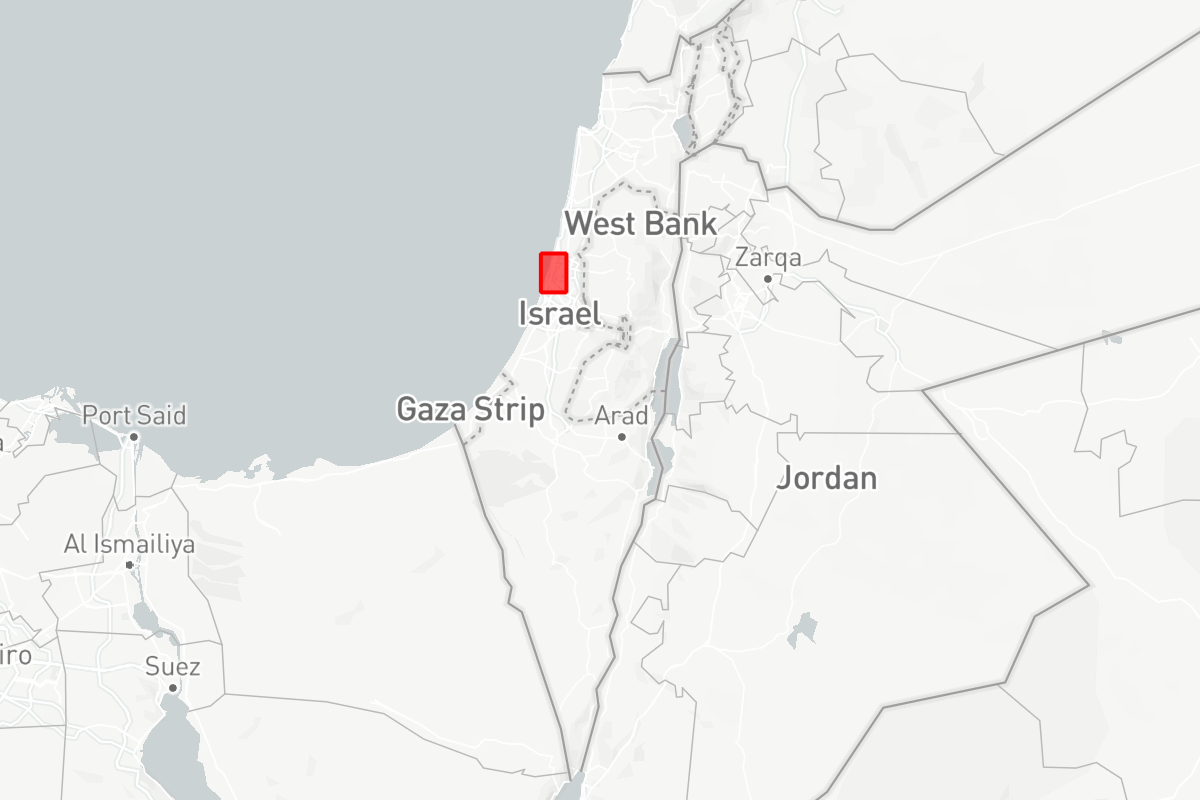 West Bank
Zarqa
Israel
Gaza Strip
Port Said
Arad
Jordan
Al Ismailiya
iro
Suez
a